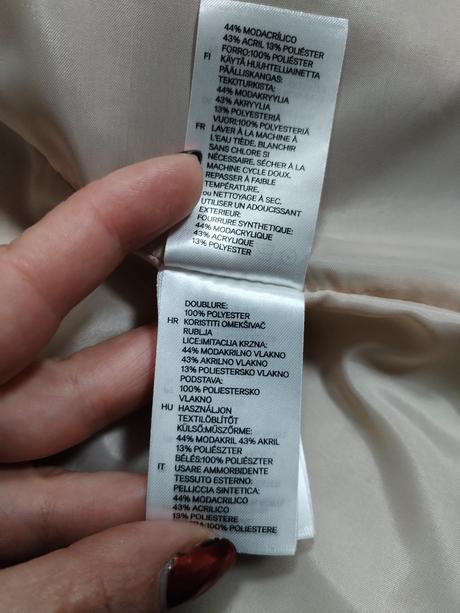 44% MODACRÍLICO
43% ACRIL 13% POLIÉSTER
FORRO:100% POLIÉSTER
FI KÄYTÄ HUUHTELUAINETTA
PÄÄLLISKANGAS:
TEKOTURKISTA:
44% MODAKRYYLIA
43% AKRYYLIA
13% POLYESTERIÄ
VUORI:100% POLYESTERIÄ
FR LAVER À LA MACHINE À
L'EAU TIÈDE, BLANCHIR
SANS CHLORE SI
NÉCESSAIRE, SÉCHER À LA
MACHINE CYCLE DOUX,
REPASSER À FAIBLE
TEMPÉRATURE,
ou NETTOYAGE À SEC.
UTILISER UN ADOUCISSANT
EXTERIEUR:
FOURRURE SYNTHETIQUE:
44% MODACRYLIQUE
43% ACRYLIQUE
13% POLYESTER
DOUBLURE:
100% POLYESTER
HR KORISTITI OMEKŠIVAČ
RUBLJA
LICE:IMITACIJA KRZNA:
44% MODAKRILNO VLAKNO
43% AKRILNO VLAKNO
13% POLIESTERSKO VLAKNO
PODSTAVA:
100% POLIESTERSKO
VLAKNO
HU HASZNÁLJON
TEXTILÖBLÍTŐT
KÜLSŐ:MŰSZŐRME:
44% MODAKRIL 43% AKRIL
13% POLIÉSZTER
BÉLÉS:100% POLIÉSZTER
IT USARE AMMORBIDENTE
TESSUTO ESTERNO:
PELLICCIA SINTETICA:
44% MODACRILICO
43% ACRILICO
13% POLIESTERE
100% POLIESTERE